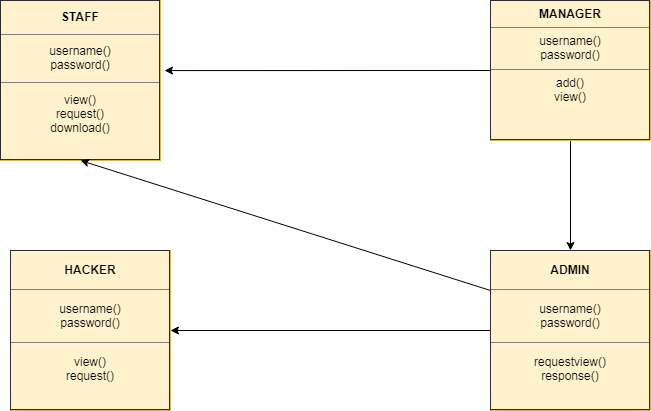 STAFF
username()
password()
view()
request()
download()
MANAGER
username()
password()
add()
view()
HACKER
username()
password()
view()
request()
ADMIN
username()
password()
requestview()
response()